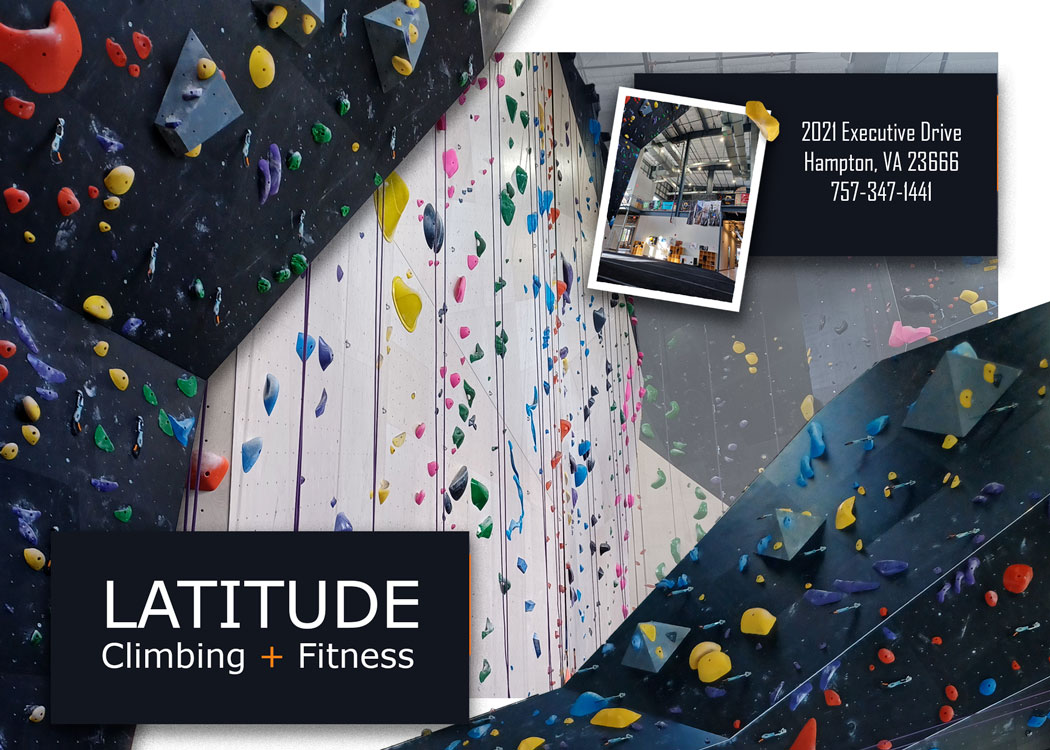 2021 Executive Drive
Hampton, VA 23666
757-347-1441
LATITUDE
Climbing + Fitness